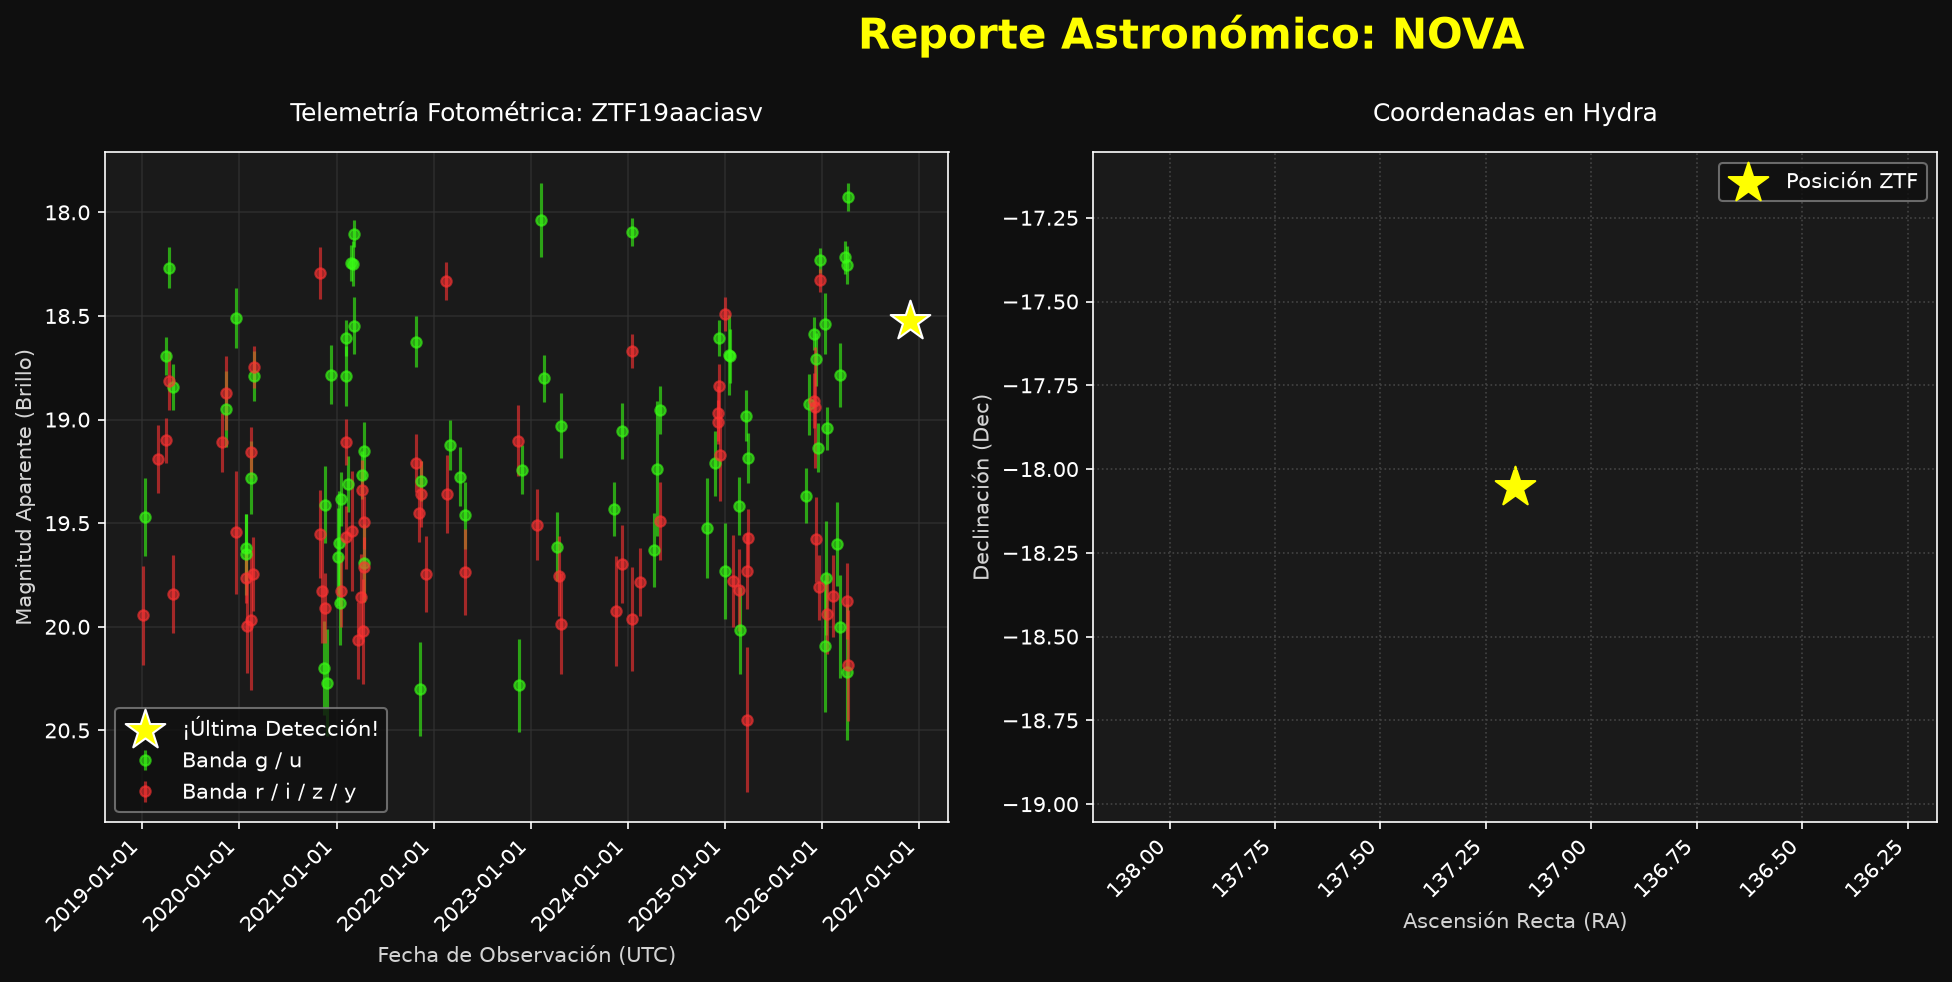 Reporte Astronómico: NOVA
Telemetría Fotométrica: ZTF19aaciasv
Magnitud Aparente (Brillo)
18.0
18.5
19.0
19.5
20.0
20.5
¡Última Detección!
Banda g / u
Banda r / i / z / y
2019-01-01
2020-01-01
2021-01-01
2022-01-01
2023-01-01
2024-01-01
2025-01-01
2026-01-01
2027-01-01
Fecha de Observación (UTC)
Coordenadas en Hydra
Posición ZTF
Declinación (Dec)
−17.25
−17.50
−17.75
−18.00
−18.25
−18.50
−18.75
−19.00
138.00
137.75
137.50
137.25
137.00
136.75
136.50
136.25
Ascensión Recta (RA)